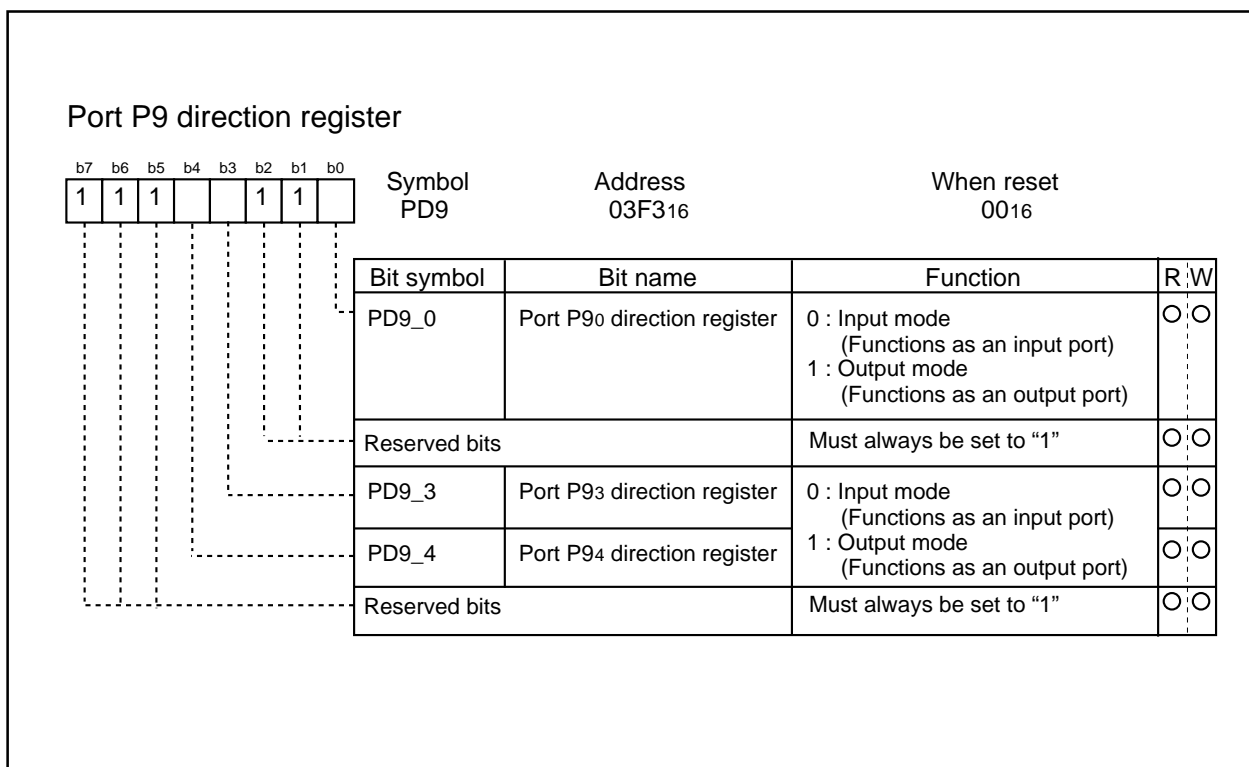 Port P9 direction register
b7 b6 b5 b4 b3 b2 b1 b0
1 1 1 1 1
Symbol Address When reset
PD9 03F316 0016
Bit symbol Bit name Function R W
PD9_0 Port P90 direction register 0 : Input mode
(Functions as an input port)
1 : Output mode
(Functions as an output port)
Reserved bits Must always be set to “1”
PD9_3 Port P93 direction register 0 : Input mode
(Functions as an input port)
PD9_4 Port P94 direction register 1 : Output mode
(Functions as an output port)
Reserved bits Must always be set to “1”